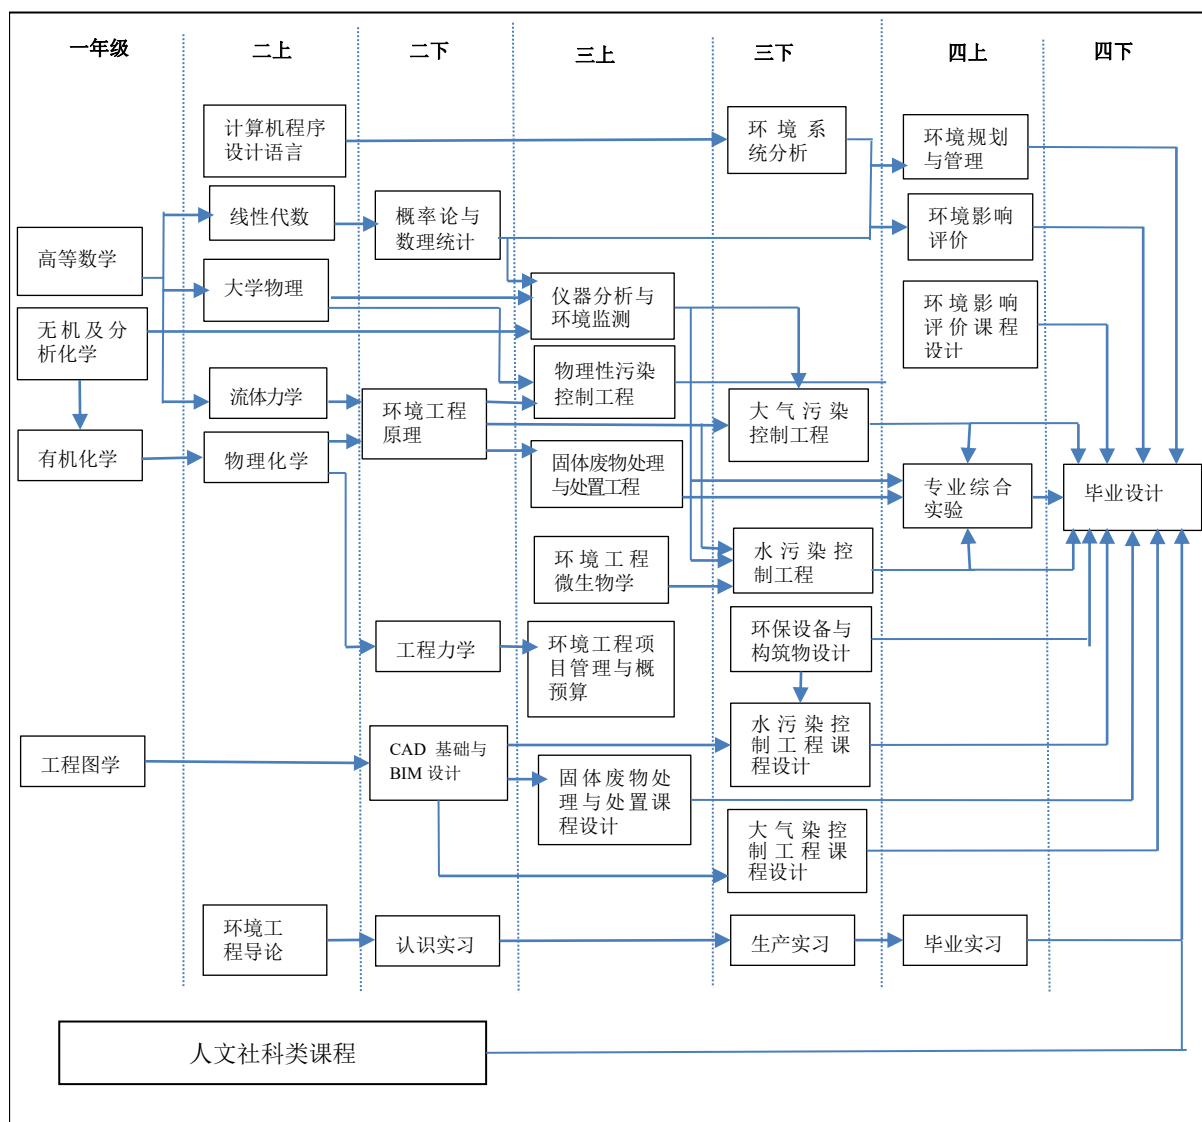 一年级
二上
二下
三上
三下
四上
四下
计算机程序
设计语言
环境系
统分析
环境规划
与管理
线性代数
概率论与
数理统计
环境影响
评价
高等数学
大学物理
仪器分析与
环境监测
环境影响
评价课程
设计
无机及分
析化学
物理性污染
控制工程
流体力学
环境工程
原理
大气污染
控制工程
有机化学
物理化学
固体废物处理
与处置工程
专业综合
实验
毕业设计
环境工程
微生物学
水污染控
制工程
工程力学
环境工程项
目管理与概
预算
环保设备与
构筑物设计
工程图学
CAD 基础与
BIM 设计
水污染控
制工程课
程设计
固体废物处
理与处置课
程设计
大气染控
制工程课
程设计
环境工
程导论
认识实习
生产实习
毕业实习
人文社科类课程